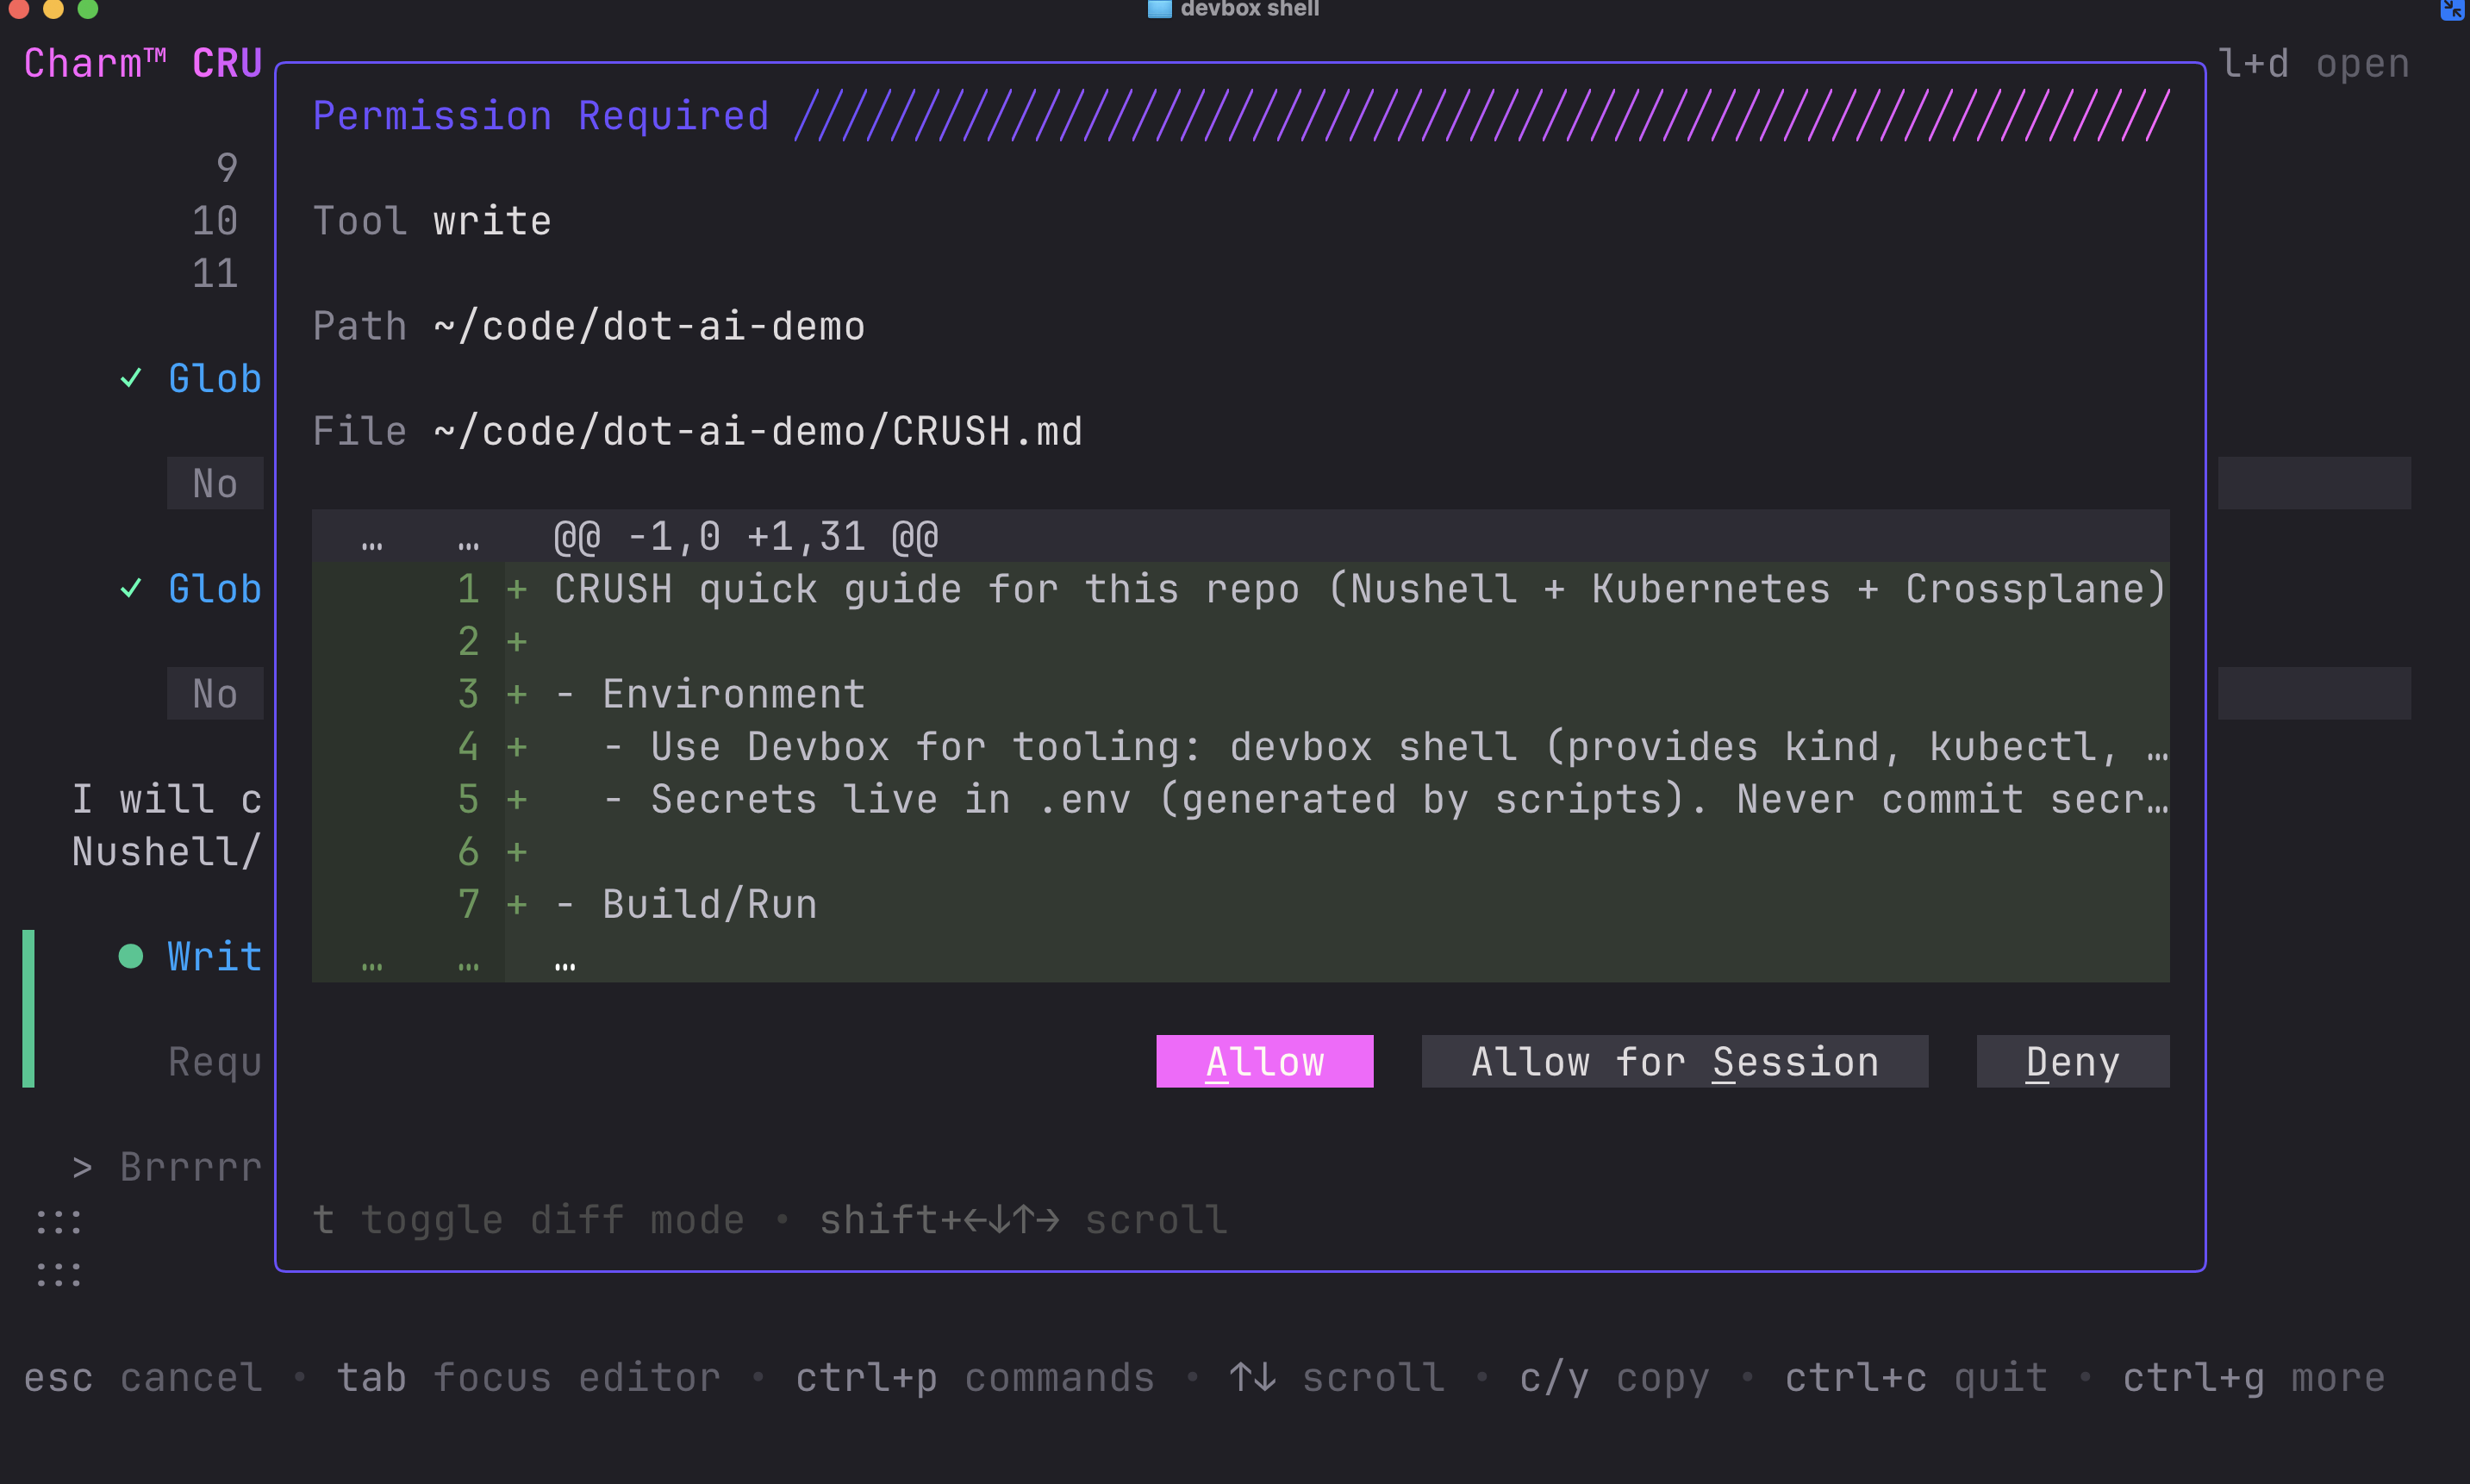 devbox shell
Charm™ CRU
l+d open
Permission Required
9
10
11
Tool write
Path ~/code/dot-ai-demo
✓ Glob
File ~/code/dot-ai-demo/CRUSH.md
No
… … @@ -1,0 +1,31 @@
✓ Glob
1 + CRUSH quick guide for this repo (Nushell + Kubernetes + Crossplane)
2 +
3 + - Environment
No
4 + - Use Devbox for tooling: devbox shell (provides kind, kubectl, …
I will c
5 + - Secrets live in .env (generated by scripts). Never commit secr…
Nushell/
6 +
7 + - Build/Run
● Writ
… … …
Requ
Allow Allow for Session Deny
> Brrrrr
t toggle diff mode • shift+←↓↑→ scroll
esc cancel • tab focus editor • ctrl+p commands • ↑↓ scroll • c/y copy • ctrl+c quit • ctrl+g more